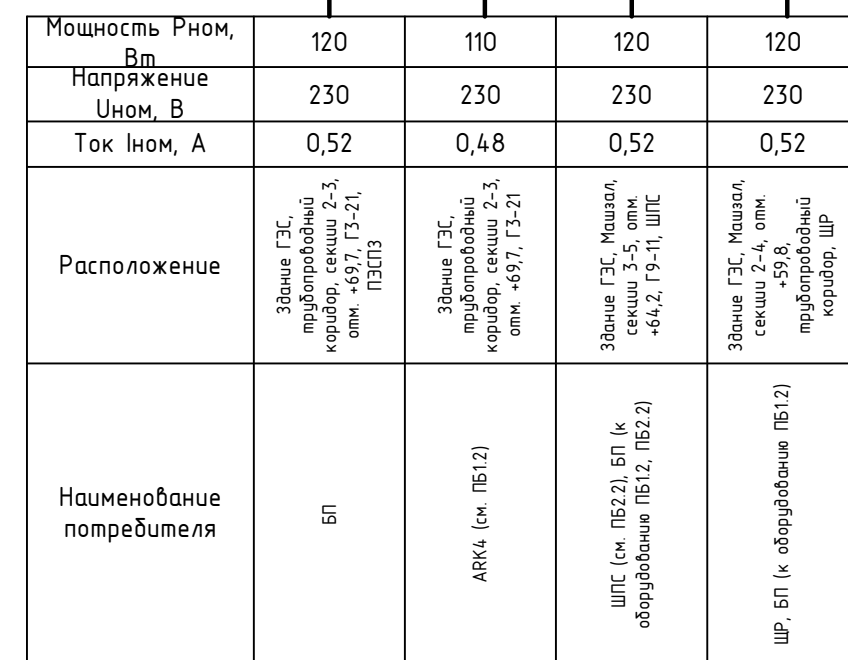 Мощность Pном,
Вт
120
110
120
120
Напряжение
Uном, В
230
230
230
230
Ток Iном, А
0,52
0,48
0,52
0,52
Расположение
Здание ГЭС,
трубопроводный
коридор, секции 2-3,
отм. +69,7, Г3-21,
ПЭСПЗ
Здание ГЭС,
трубопроводный
коридор, секции 2-3,
отм. +69,7, Г3-21
Здание ГЭС, Машзал,
секции 3-5, отм.
+64,2, Г9-11, ШПС
Здание ГЭС, Машзал,
секции 2-4, отм.
+59,8,
трубопроводный
коридор, ЩР
Наименование
потребителя
БП
ARK4 (см. ПБ1.2)
ШПС (см. ПБ2.2), БП (к
оборудованию ПБ1.2, ПБ2.2)
ЩР, БП (к оборудованию ПБ1.2)